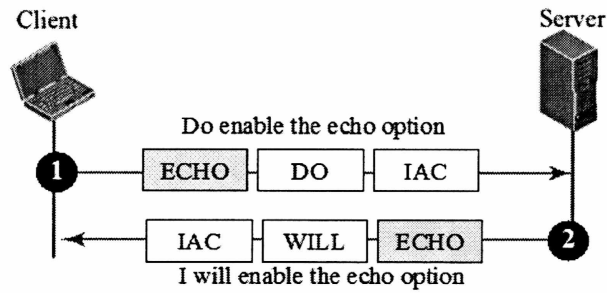 Client
Server
Do enable the echo option
1 ECHO DO IAC
IAC WILL ECHO 2
I will enable the echo option